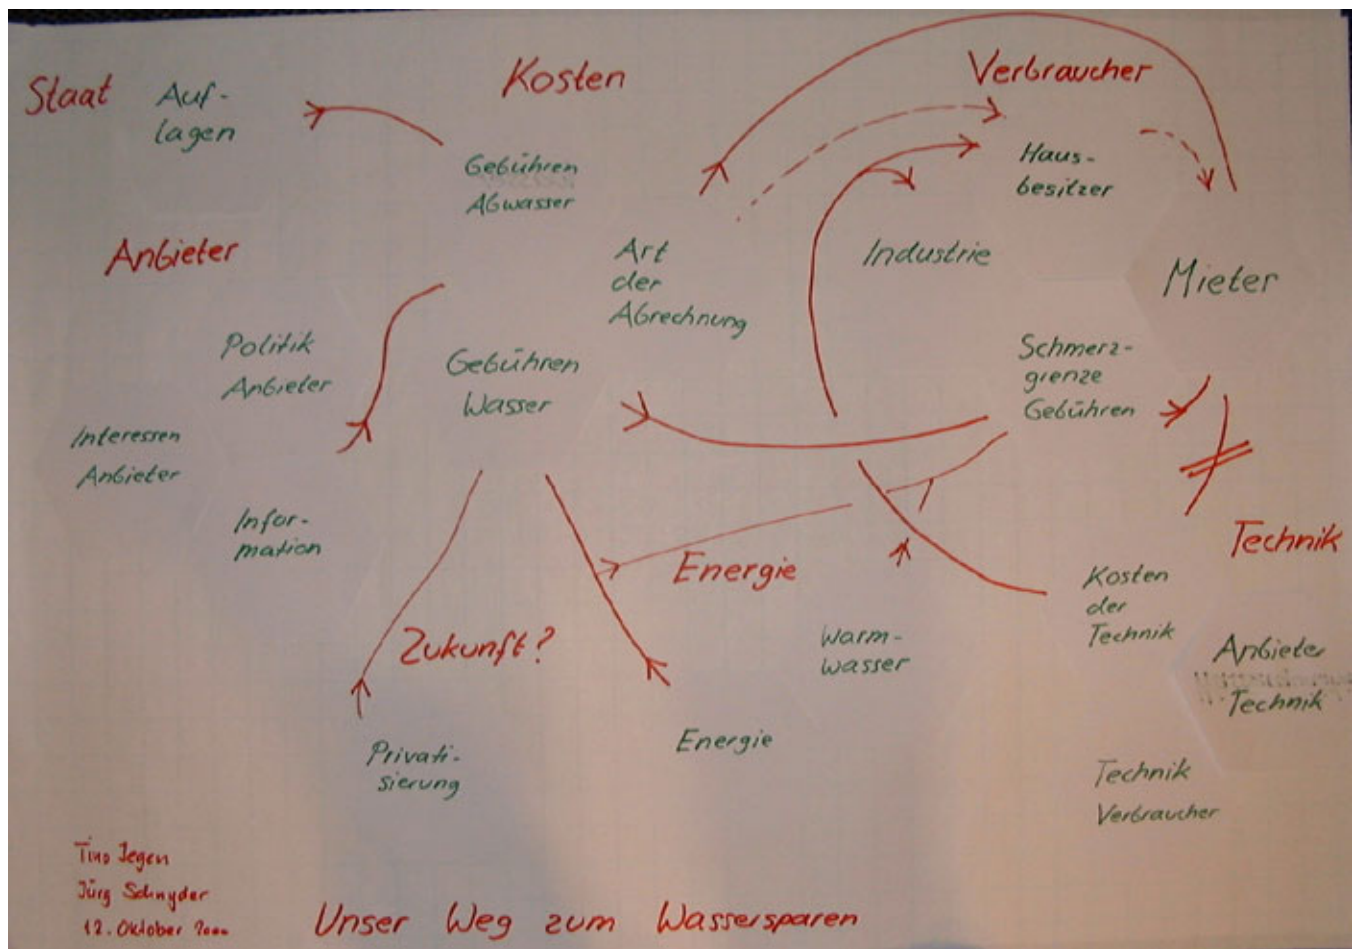 Staat
Auf-
lagen
Kosten
Verbraucher
Gebühren
Abwasser
Haus-
besitzer
Anbieter
Art
der
Abrechnung
Industrie
Mieter
Politik
Anbieter
Gebühren
Wasser
Schmerz-
grenze
Gebühren
Interessen
Anbieter
Infor-
mation
Energie
Technik
Zukunft?
Warm-
wasser
Kosten
der
Technik
Anbieter
Technik
Privati-
sierung
Energie
Technik
Verbraucher
Tino Jegen
Jürg Schnyder
12. Oktober 2000
Unser Weg zum Wassersparen